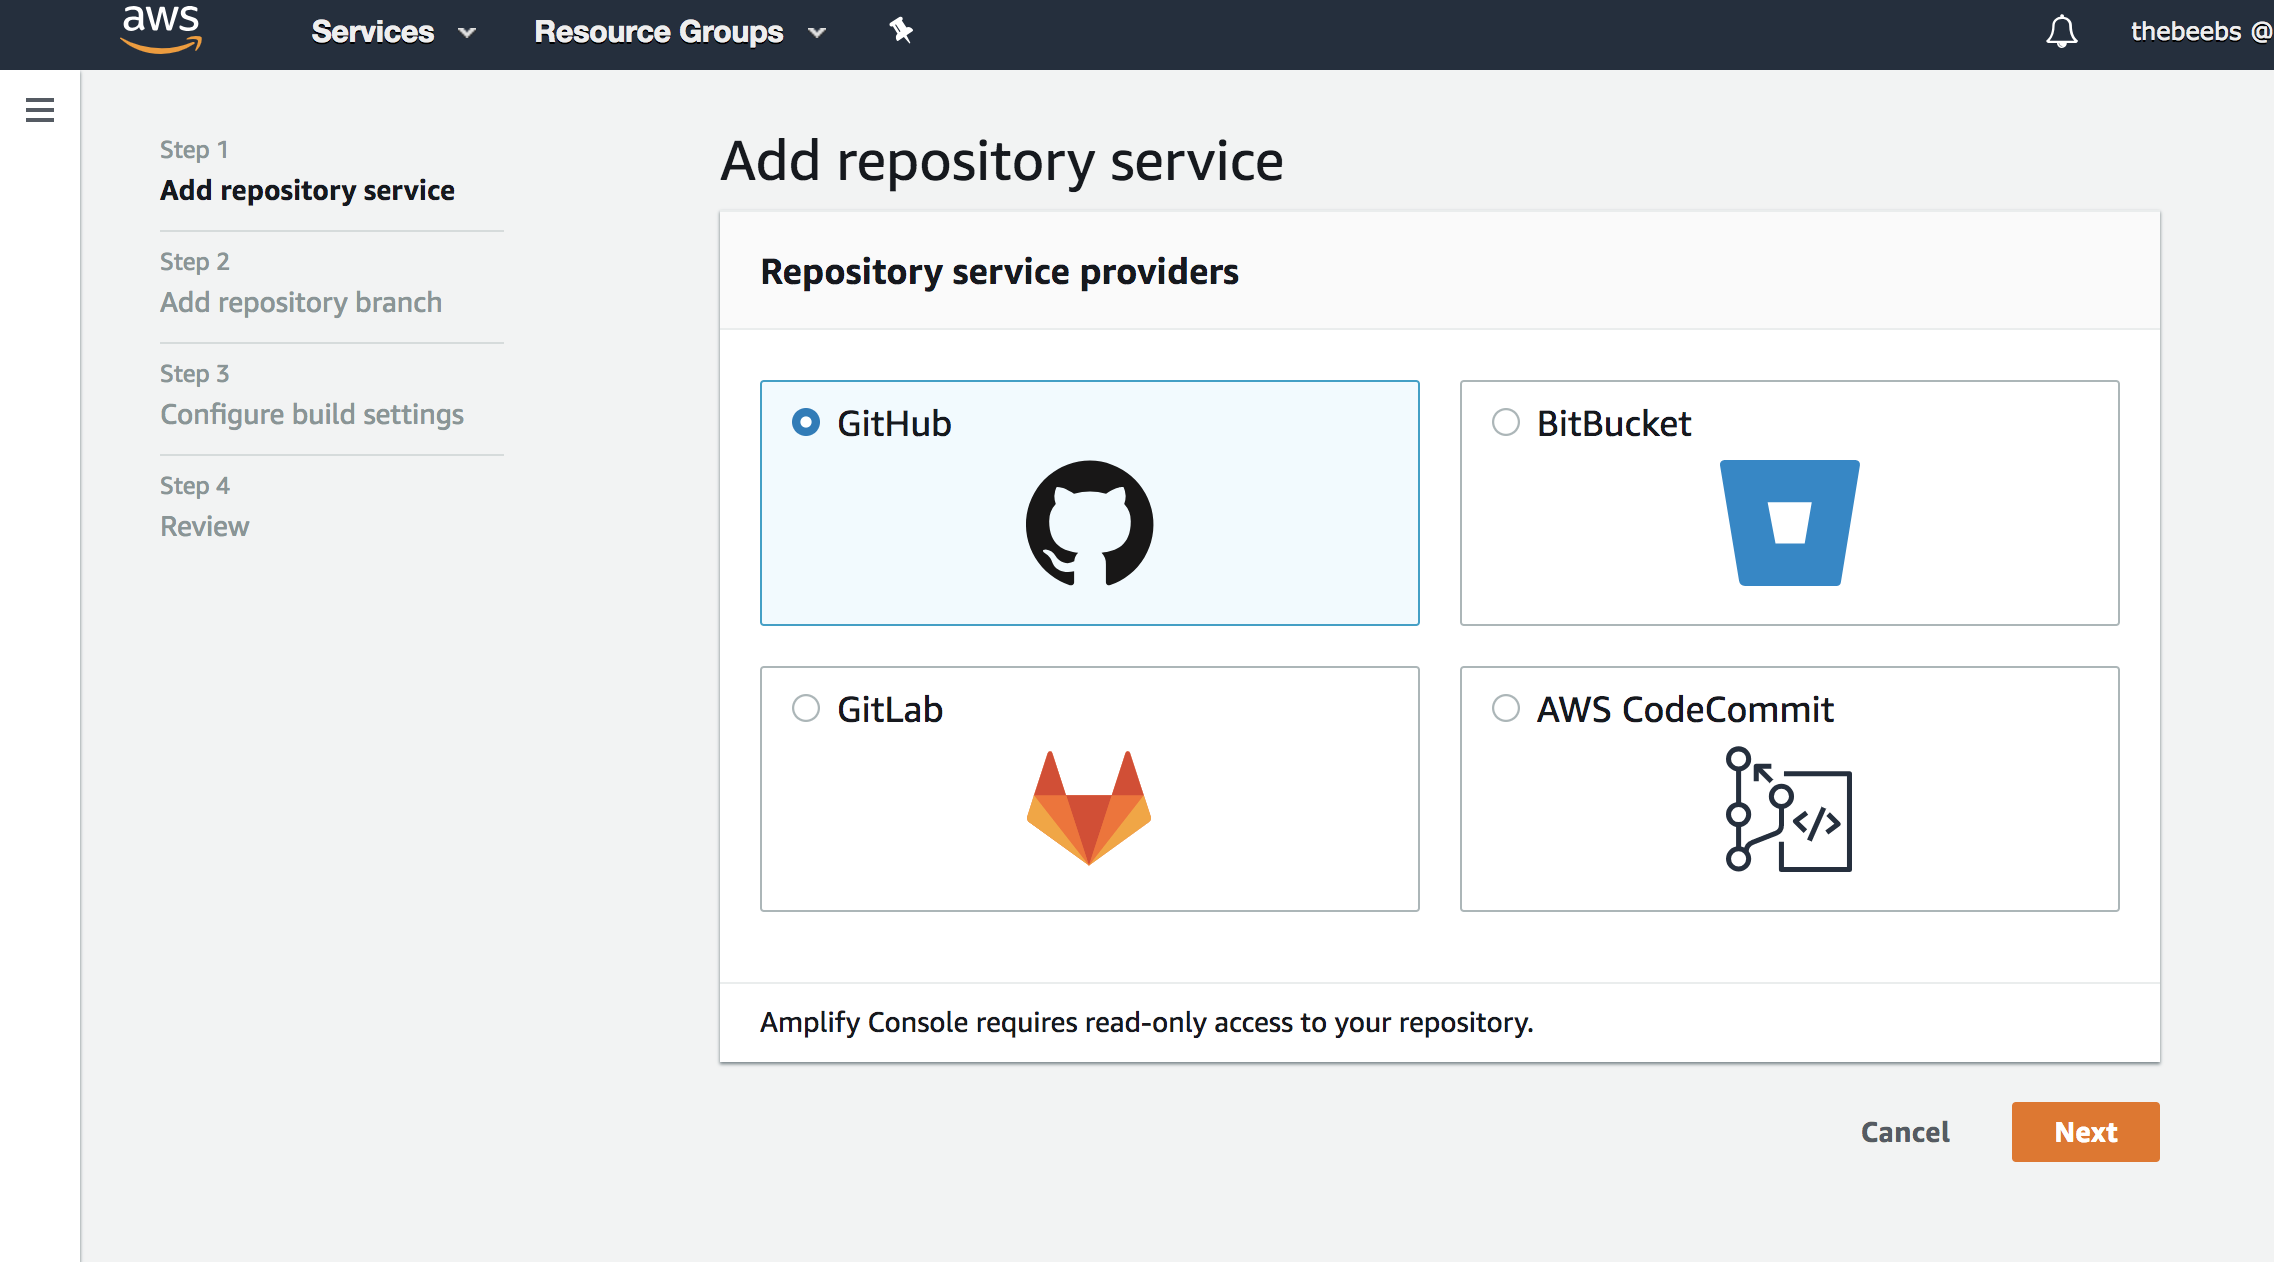 aws
Services
Resource Groups
thebeebs @
Step 1
Add repository service
Step 2
Add repository branch
Step 3
Configure build settings
Step 4
Review
Add repository service
Repository service providers
GitHub
BitBucket
GitLab
AWS CodeCommit
</>
Amplify Console requires read-only access to your repository.
Cancel
Next